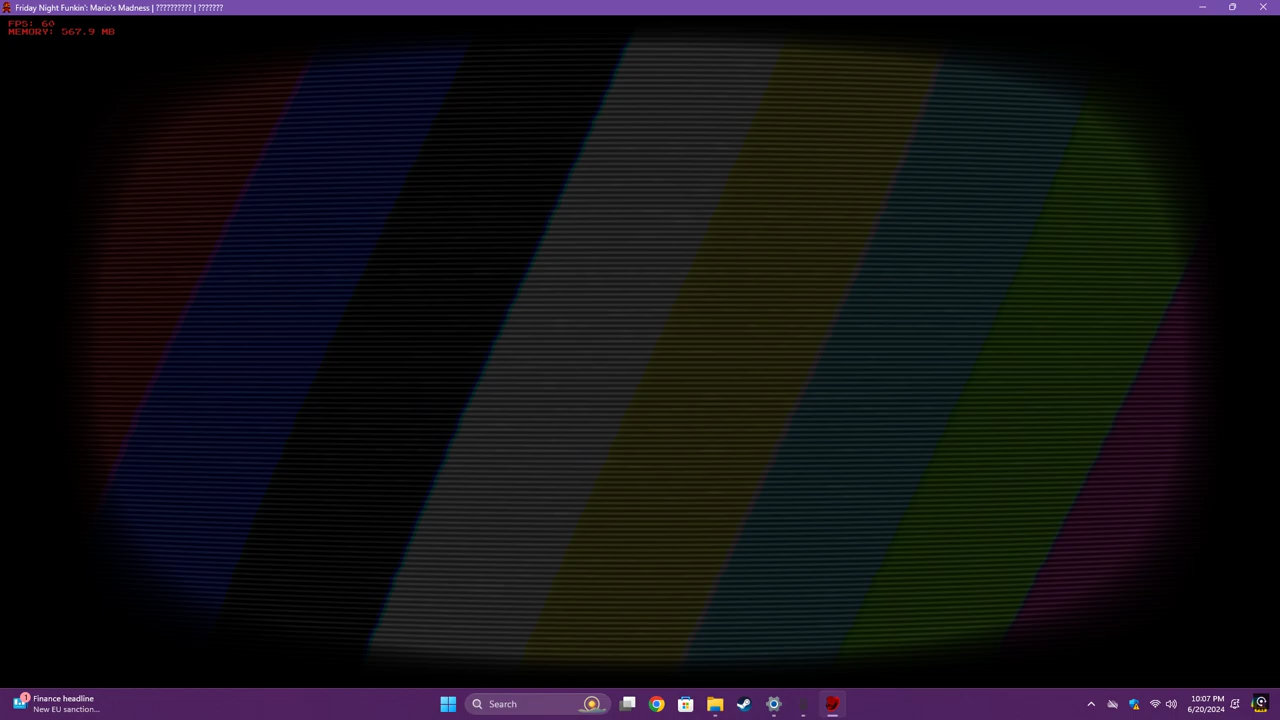 Friday Night Funkin': Mario's Madness | ?????????? | ???????
FPS: 60
MEMORY: 567.9 MB
1
Finance headline
New EU sanction...
Search
10:07 PM
6/20/2024